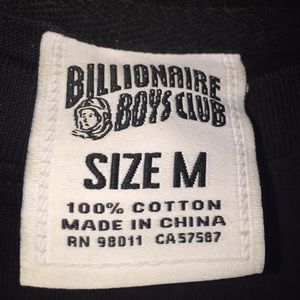 BILLIONAIRE
BOYS CLUB
SIZE M
100% COTTON
MADE IN CHINA
RN 98011 CA57587